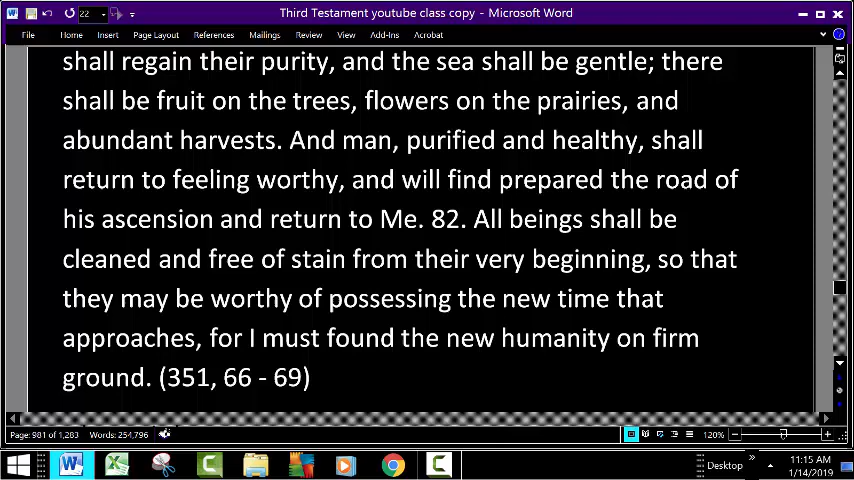 Third Testament youtube class copy - Microsoft Word
22
File Home Insert Page Layout References Mailings Review View Add-Ins Acrobat
shall regain their purity, and the sea shall be gentle; there
shall be fruit on the trees, flowers on the prairies, and
abundant harvests. And man, purified and healthy, shall
return to feeling worthy, and will find prepared the road of
his ascension and return to Me. 82. All beings shall be
cleaned and free of stain from their very beginning, so that
they may be worthy of possessing the new time that
approaches, for I must found the new humanity on firm
ground. (351, 66 - 69)
Page: 981 of 1,283 Words: 254,796 120%
Desktop 11:15 AM
1/14/2019